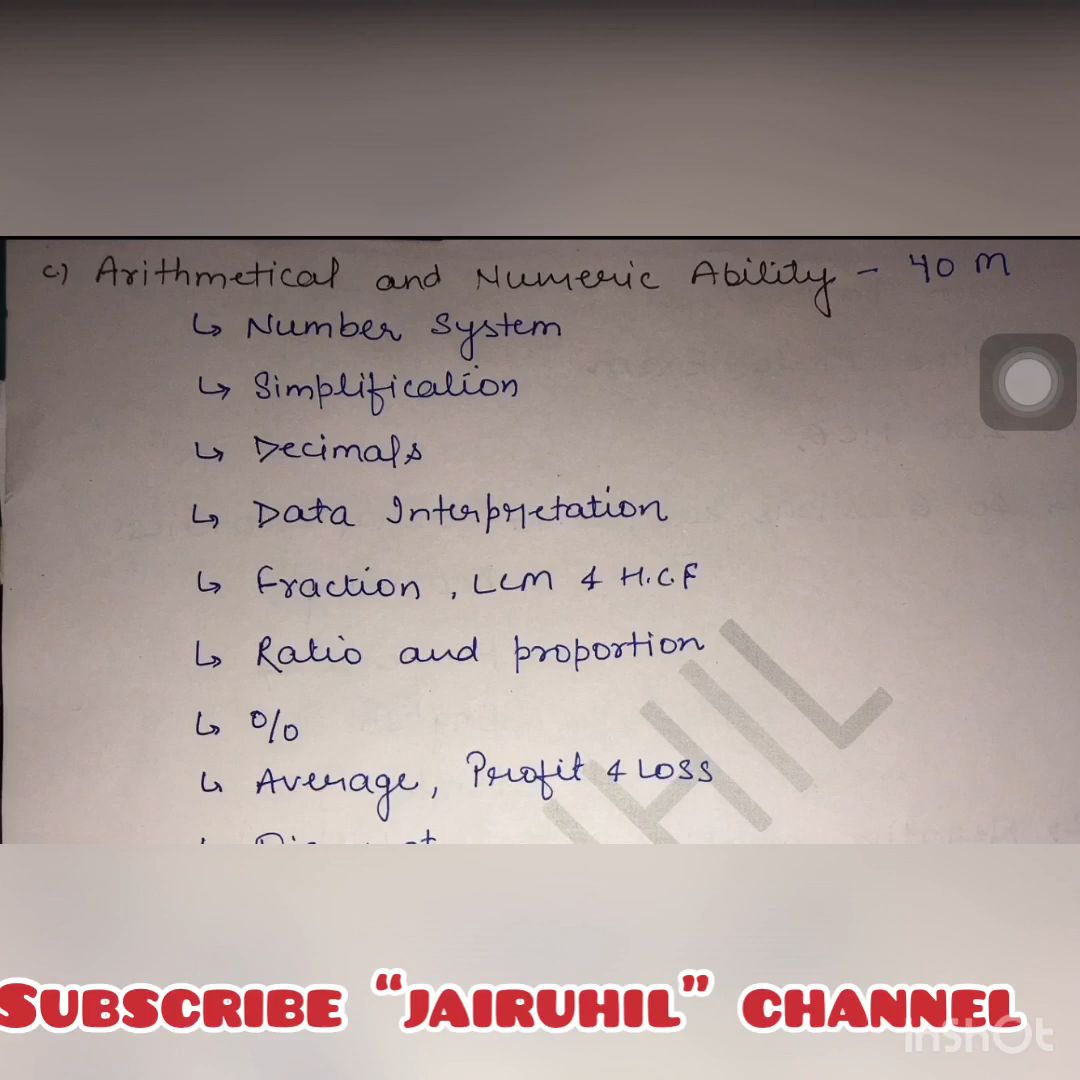 c) Arithmetical and Numeric Ability - 40 M
↳ Number System
↳ Simplification
↳ Decimals
↳ Data Interpretation
↳ Fraction, LCM & H.C.F
↳ Ratio and proportion
↳ %
↳ Average, Profit & Loss
HIL
SUBSCRIBE “JAIRUHIL” CHANNEL
InShOt